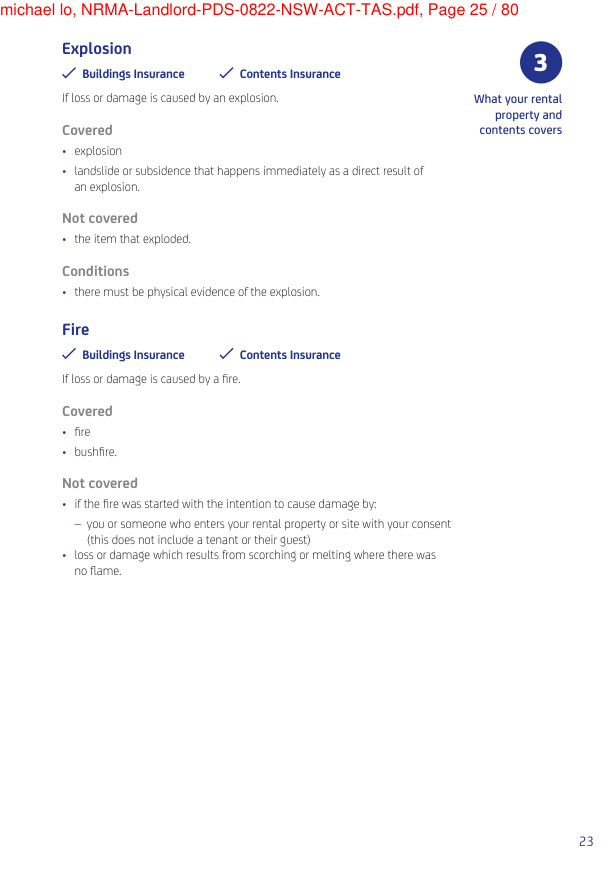 michael lo, NRMA-Landlord-PDS-0822-NSW-ACT-TAS.pdf, Page 25 / 80
Explosion
Buildings Insurance
Contents Insurance
If loss or damage is caused by an explosion.
Covered
• explosion
• landslide or subsidence that happens immediately as a direct result of
an explosion.
Not covered
• the item that exploded.
Conditions
• there must be physical evidence of the explosion.
Fire
Buildings Insurance
Contents Insurance
If loss or damage is caused by a fire.
Covered
• fire
• bushfire.
Not covered
• if the fire was started with the intention to cause damage by:
– you or someone who enters your rental property or site with your consent
(this does not include a tenant or their guest)
• loss or damage which results from scorching or melting where there was
no flame.
3
What your rental
property and
contents covers
23